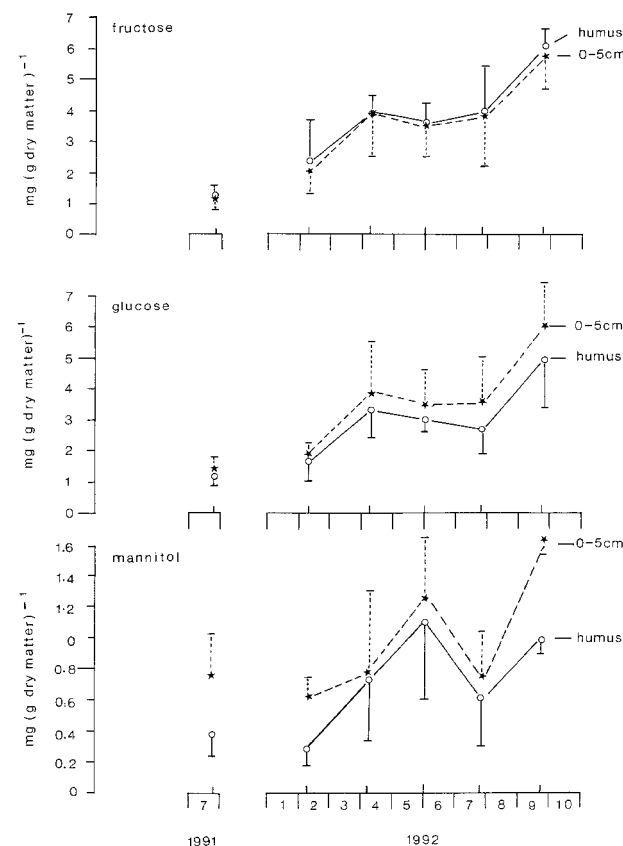 fructose
7
6
5
4
3
2
1
0
mg (g dry matter)⁻¹
humus
0-5cm
glucose
7
6
5
4
3
2
1
0
mg (g dry matter)⁻¹
0-5cm
humus
mannitol
1.6
1.4
1.2
0
0.8
0.6
0.4
0.2
0
mg (g dry matter)⁻¹
0-5cm
humus
7 1 2 3 4 5 6 7 8 9 10
1991 1992